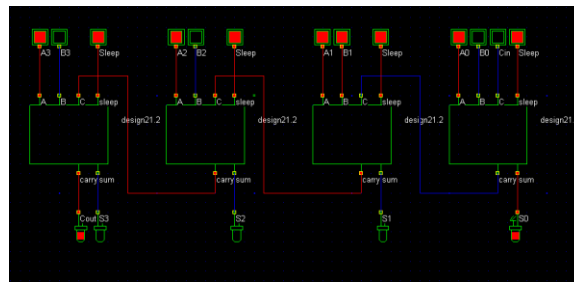 A3 B3 Sleep A2 B2 Sleep A1 B1 Sleep A0 B0 Cin Sleep
A B C sleep A B C sleep A B C sleep A B C sleep
design21.2 design21.2 design21.2 design21.2
carry sum carry sum carry sum carry sum
Cout S3 S2 S1 S0